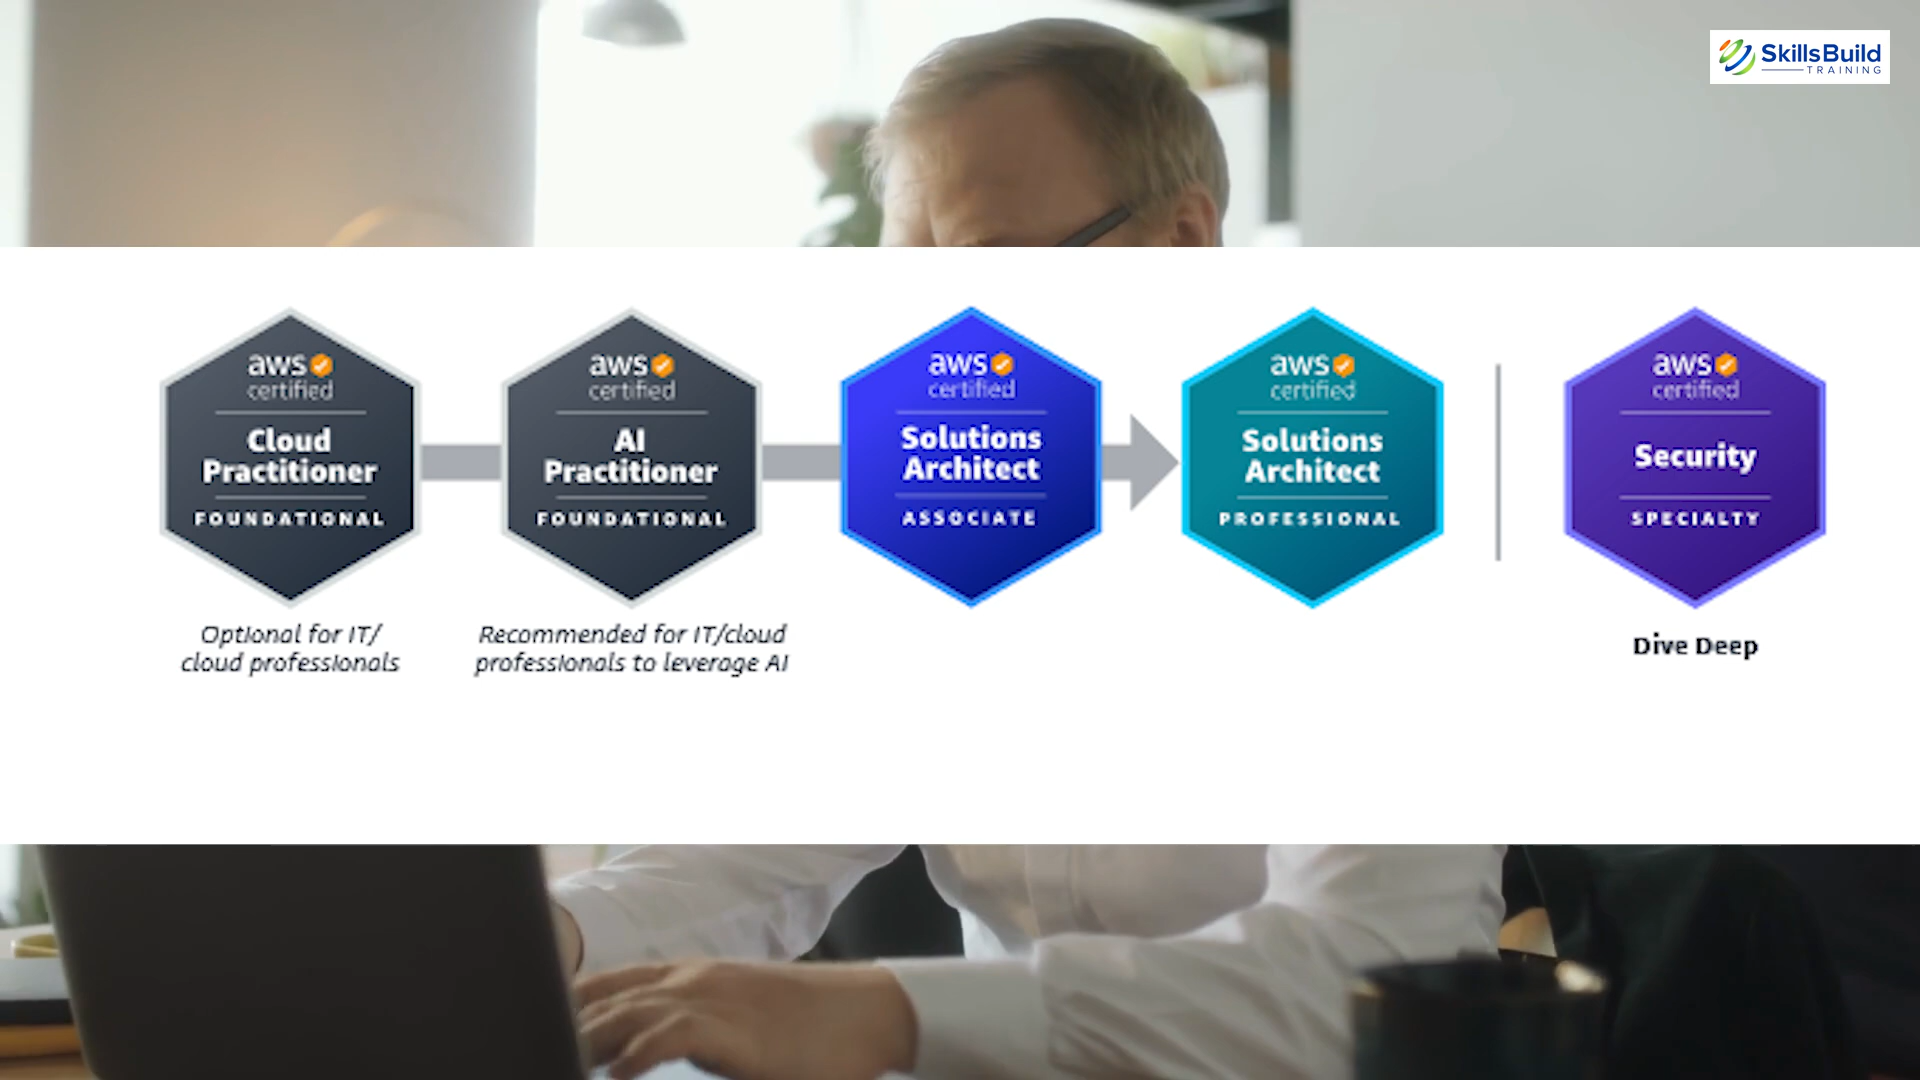 SkillsBuild
TRAINING
aws
certified
Cloud
Practitioner
FOUNDATIONAL
Optional for IT/
cloud professionals
aws
certified
AI
Practitioner
FOUNDATIONAL
Recommended for IT/cloud
professionals to leverage AI
aws
certified
Solutions
Architect
ASSOCIATE
aws
certified
Solutions
Architect
PROFESSIONAL
aws
certified
Security
SPECIALTY
Dive Deep